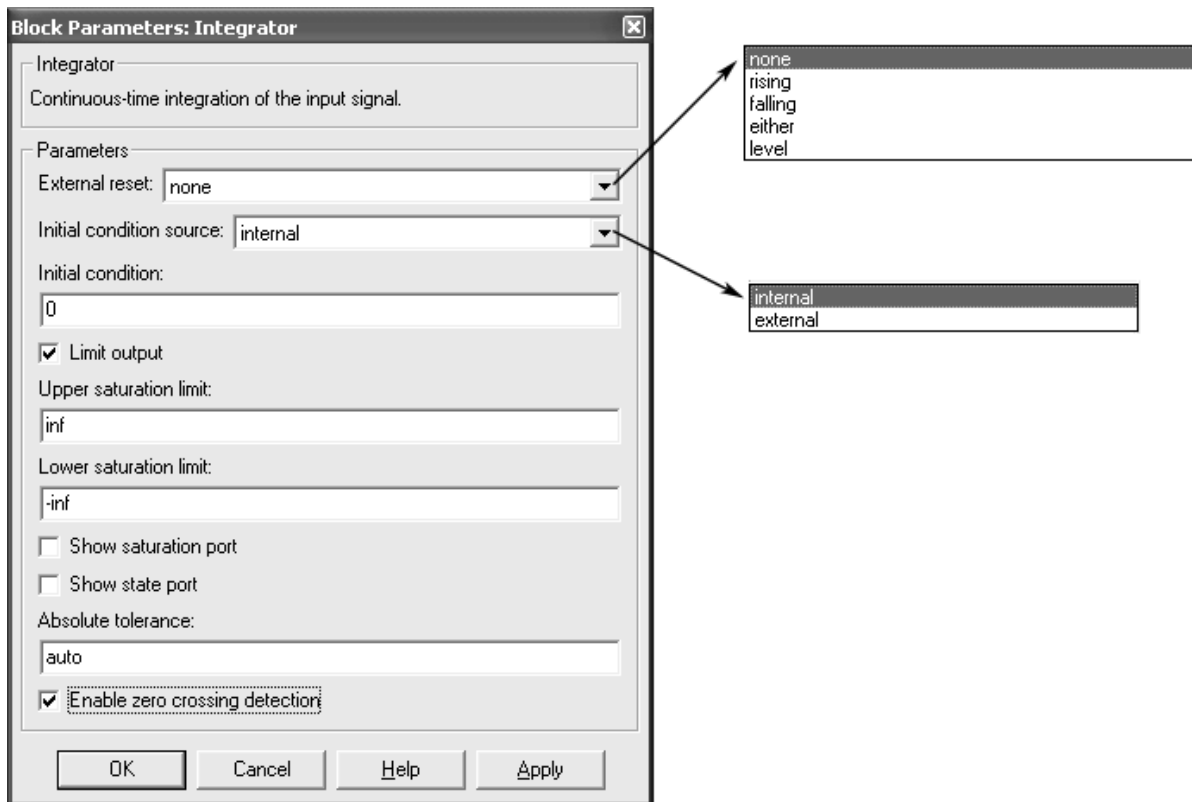 Block Parameters: Integrator
Integrator
Continuous-time integration of the input signal.
Parameters
External reset: none
Initial condition source: internal
Initial condition:
0
Limit output
Upper saturation limit:
inf
Lower saturation limit:
-inf
Show saturation port
Show state port
Absolute tolerance:
auto
Enable zero crossing detection
OK Cancel Help Apply
none
rising
falling
either
level
internal
external